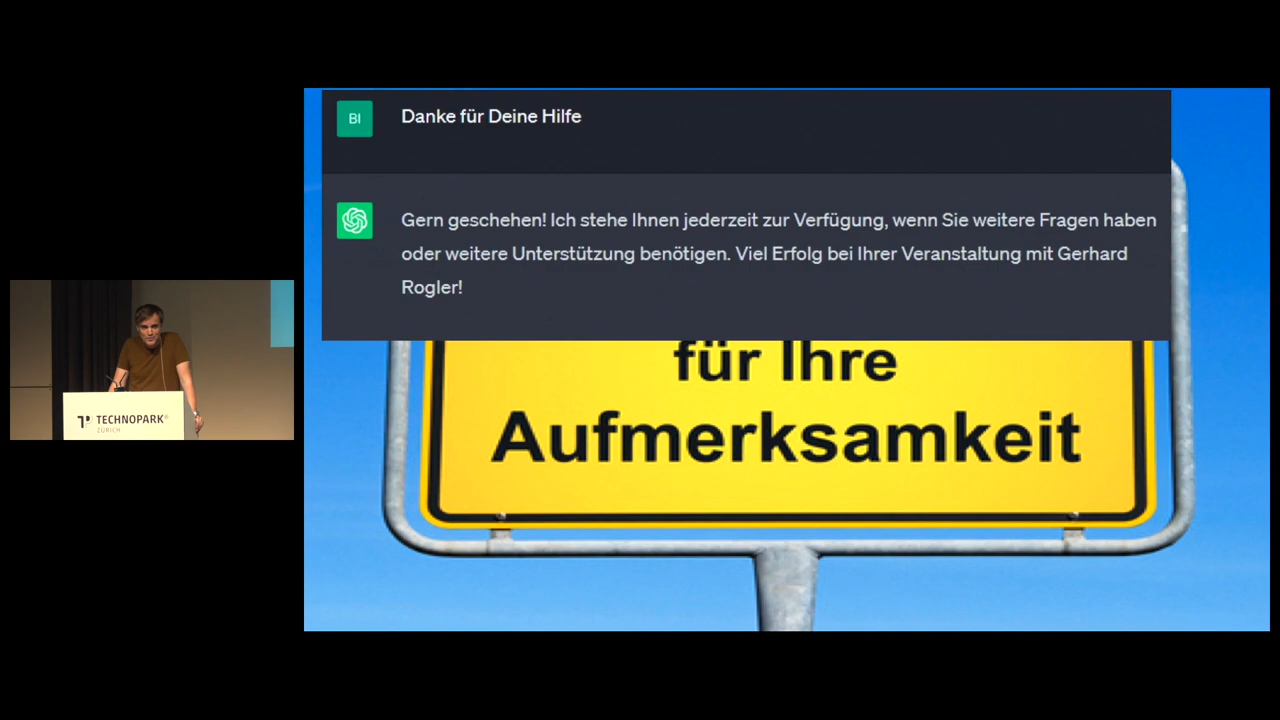 BI
Danke für Deine Hilfe
Gern geschehen! Ich stehe Ihnen jederzeit zur Verfügung, wenn Sie weitere Fragen haben
oder weitere Unterstützung benötigen. Viel Erfolg bei Ihrer Veranstaltung mit Gerhard
Rogler!
für Ihre
Aufmerksamkeit
TECHNOPARK®
ZÜRICH